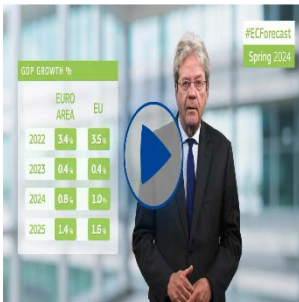 #ECForecast
Spring 2024
GDP GROWTH %
EURO
AREA
EU
2022 3.4% 3.5%
2023 0.4% 0.4%
2024 0.8% 1.0%
2025 1.4% 1.6%